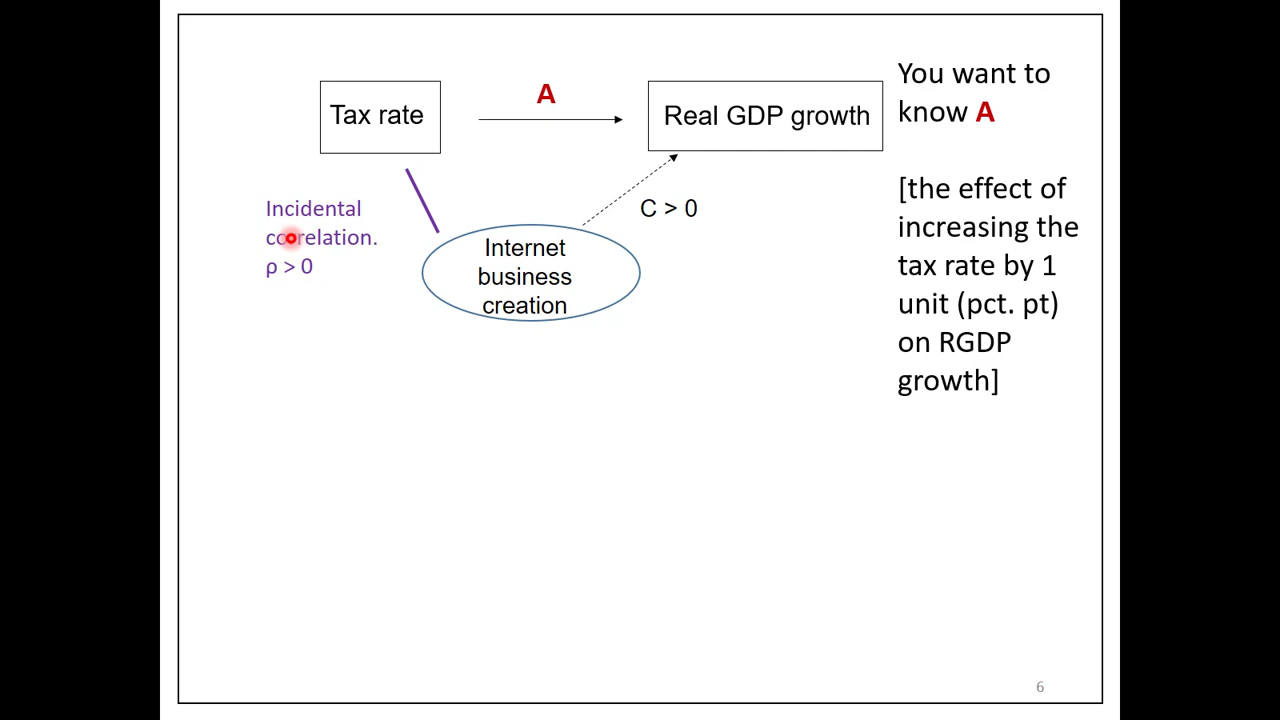 Tax rate
A
Real GDP growth
You want to
know A
[the effect of
increasing the
tax rate by 1
unit (pct. pt)
on RGDP
growth]
Incidental
correlation.
ρ > 0
C > 0
Internet
business
creation
6